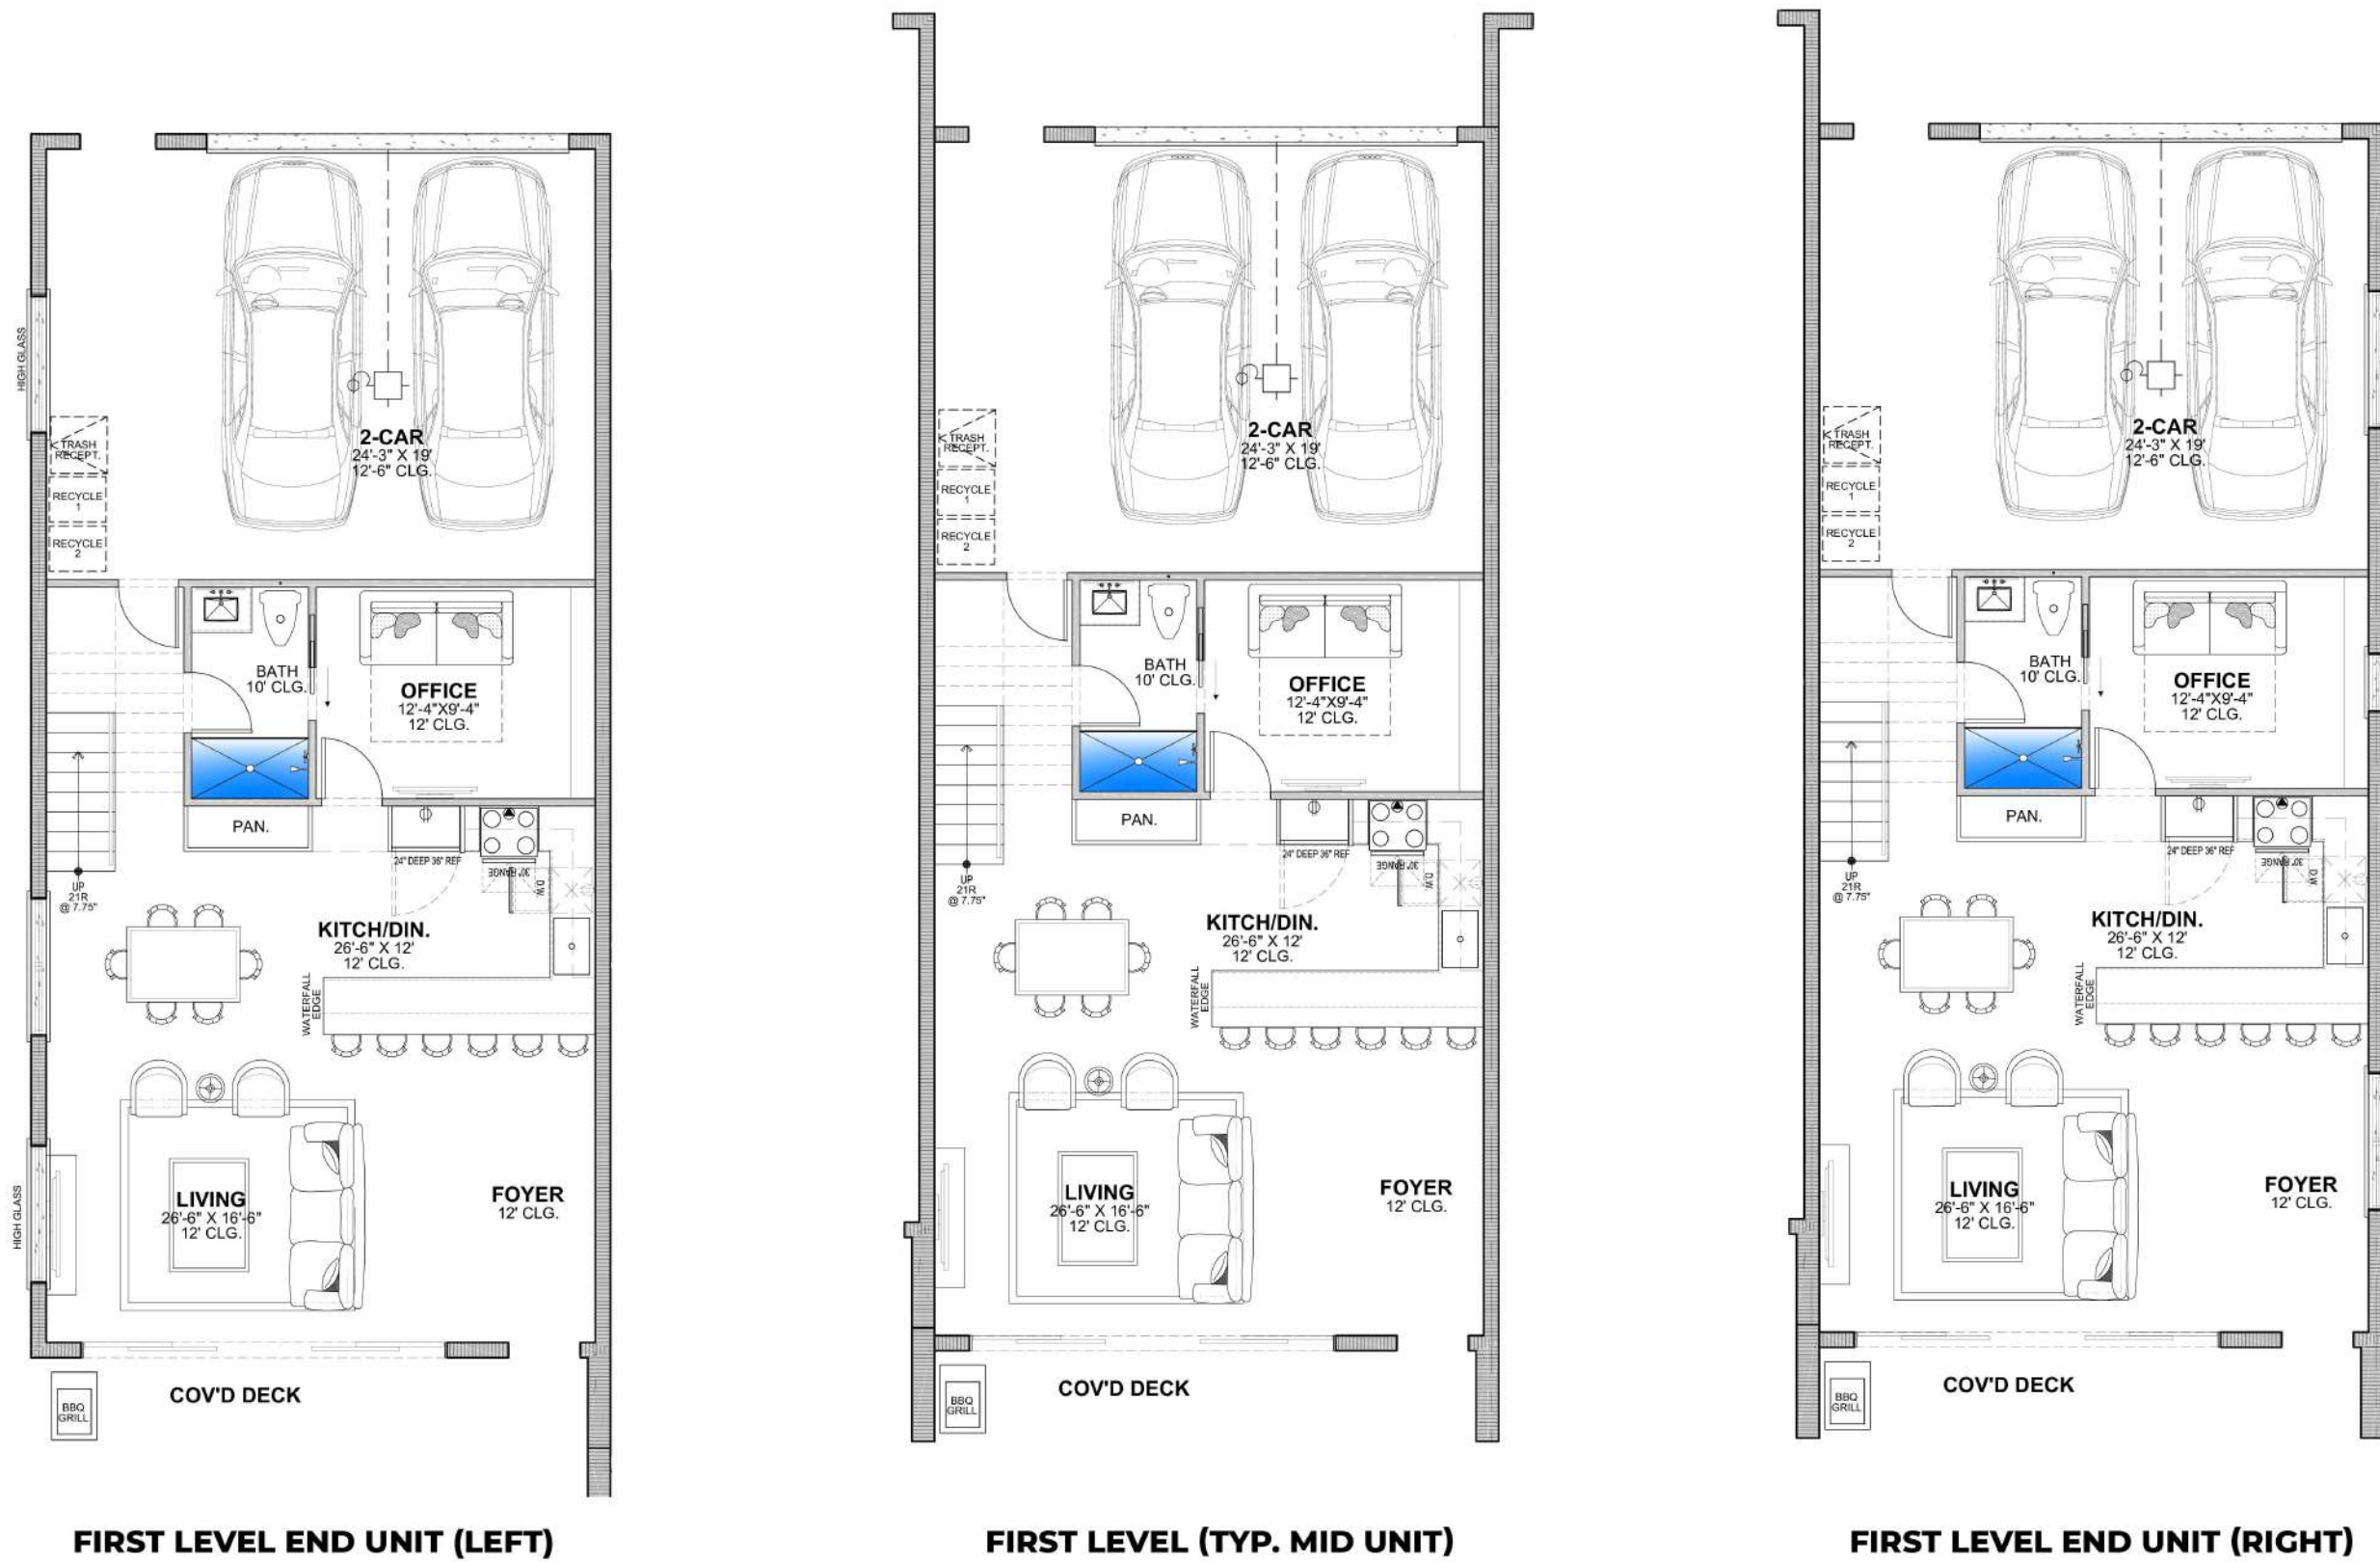 HIGH GLASS
TRASH
RECEPT.
RECYCLE
1
RECYCLE
2
2-CAR
24'-3" X 19'
12'-6" CLG.
BATH
10' CLG.
OFFICE
12'-4"X9'-4"
12' CLG.
PAN.
24" DEEP 36" REF
30" RANGE
D.W.
UP
21R
@ 7.75"
KITCH/DIN.
26'-6" X 12'
12' CLG.
WATERFALL
EDGE
HIGH GLASS
LIVING
26'-6" X 16'-6"
12' CLG.
FOYER
12' CLG.
BBQ
GRILL
COV'D DECK
FIRST LEVEL END UNIT (LEFT)
TRASH
RECEPT.
RECYCLE
1
RECYCLE
2
2-CAR
24'-3" X 19'
12'-6" CLG.
BATH
10' CLG.
OFFICE
12'-4"X9'-4"
12' CLG.
PAN.
24" DEEP 36" REF
30" RANGE
D.W.
UP
21R
@ 7.75"
KITCH/DIN.
26'-6" X 12'
12' CLG.
WATERFALL
EDGE
LIVING
26'-6" X 16'-6"
12' CLG.
FOYER
12' CLG.
BBQ
GRILL
COV'D DECK
FIRST LEVEL (TYP. MID UNIT)
TRASH
RECEPT.
RECYCLE
1
RECYCLE
2
2-CAR
24'-3" X 19'
12'-6" CLG.
BATH
10' CLG.
OFFICE
12'-4"X9'-4"
12' CLG.
PAN.
24" DEEP 36" REF
30" RANGE
D.W.
UP
21R
@ 7.75"
KITCH/DIN.
26'-6" X 12'
12' CLG.
WATERFALL
EDGE
LIVING
26'-6" X 16'-6"
12' CLG.
FOYER
12' CLG.
BBQ
GRILL
COV'D DECK
FIRST LEVEL END UNIT (RIGHT)